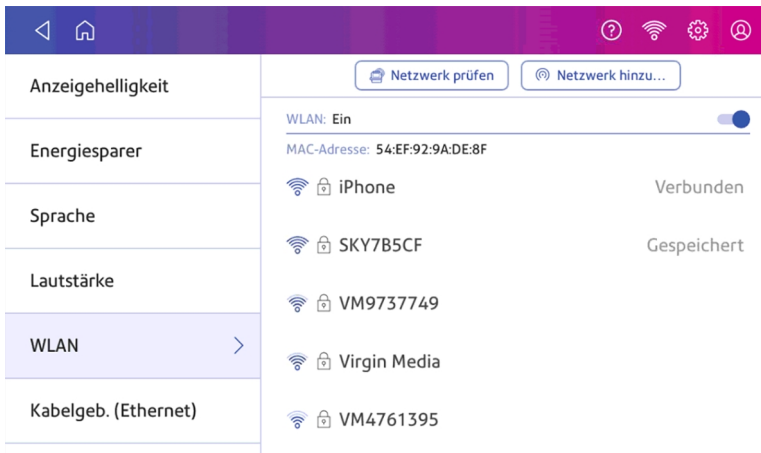 Anzeigehelligkeit
Energiesparer
Sprache
Lautstärke
WLAN
Kabelgeb. (Ethernet)
Netzwerk prüfen
Netzwerk hinzu...
WLAN: Ein
MAC-Adresse: 54:EF:92:9A:DE:8F
iPhone Verbunden
SKY7B5CF Gespeichert
VM9737749
Virgin Media
VM4761395